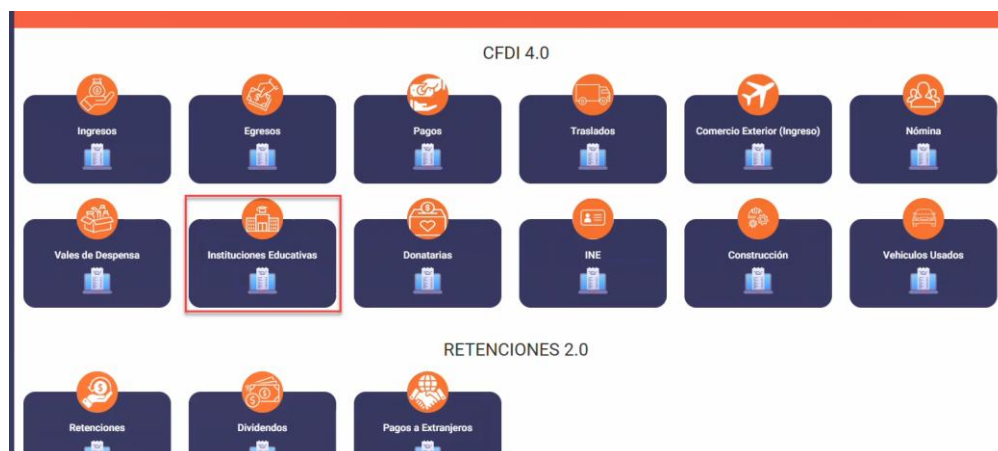 CFDI 4.0
Ingresos
Egresos
Pagos
Traslados
Comercio Exterior (Ingreso)
Nómina
Vales de Despensa
Instituciones Educativas
Donatarias
INE
Construcción
Vehiculos Usados
RETENCIONES 2.0
Retenciones
Dividendos
Pagos a Extranjeros